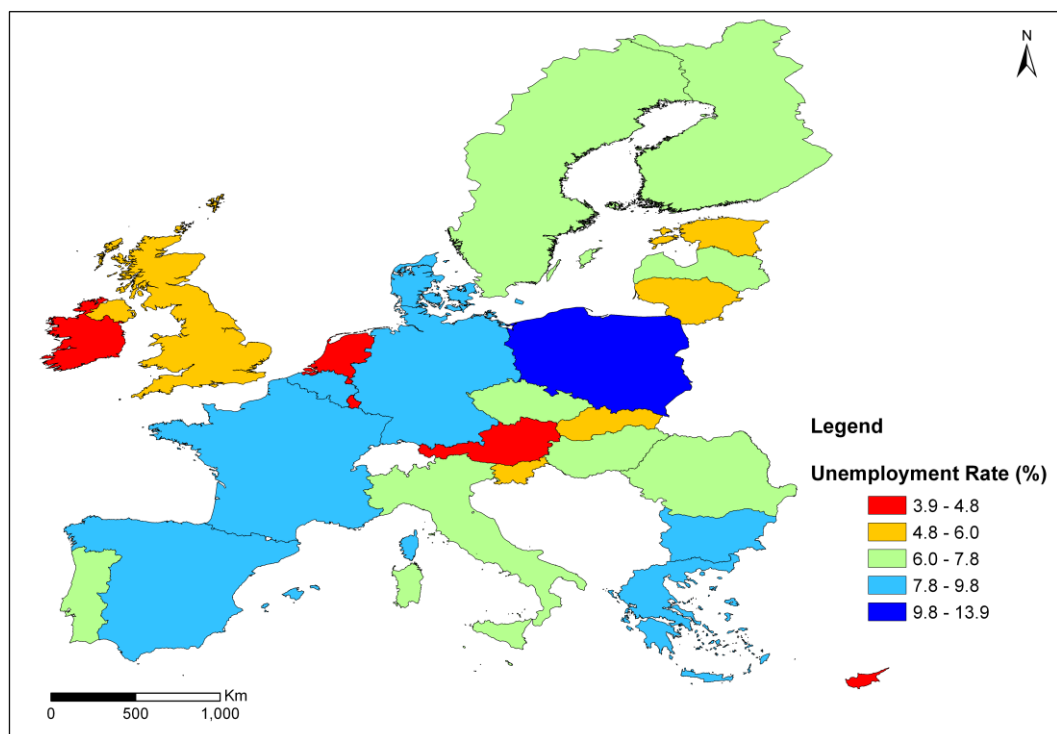 N
Legend
Unemployment Rate (%)
3.9 - 4.8
4.8 - 6.0
6.0 - 7.8
7.8 - 9.8
9.8 - 13.9
Km
0 500 1,000